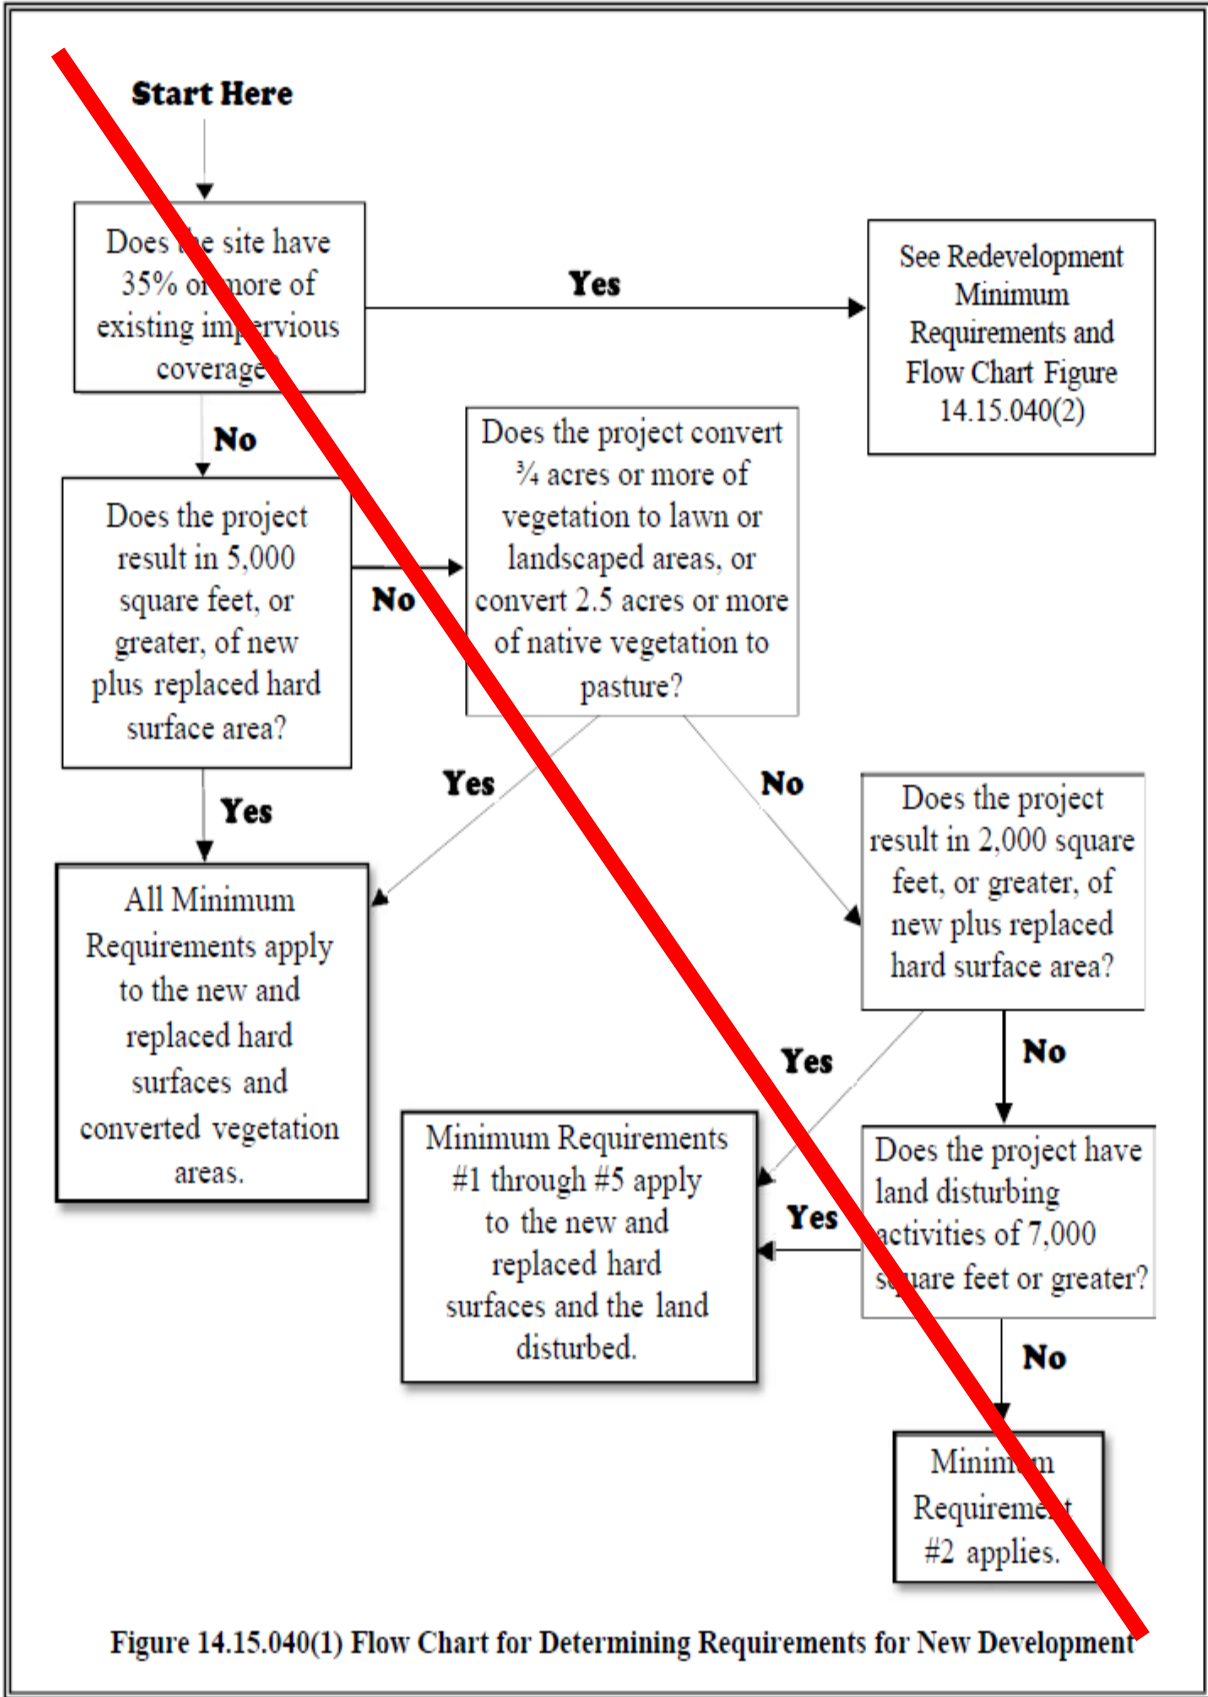 Start Here
Does the site have
35% or more of
existing impervious
coverage?
Yes
See Redevelopment
Minimum
Requirements and
Flow Chart Figure
14.15.040(2)
No
Does the project
result in 5,000
square feet, or
greater, of new
plus replaced hard
surface area?
No
Does the project convert
¾ acres or more of
vegetation to lawn or
landscaped areas, or
convert 2.5 acres or more
of native vegetation to
pasture?
Yes
Yes
No
All Minimum
Requirements apply
to the new and
replaced hard
surfaces and
converted vegetation
areas.
Does the project
result in 2,000 square
feet, or greater, of
new plus replaced
hard surface area?
Yes
No
Minimum Requirements
#1 through #5 apply
to the new and
replaced hard
surfaces and the land
disturbed.
Yes
Does the project have
land disturbing
activities of 7,000
square feet or greater?
No
Minimum
Requirement
#2 applies.
Figure 14.15.040(1) Flow Chart for Determining Requirements for New Development